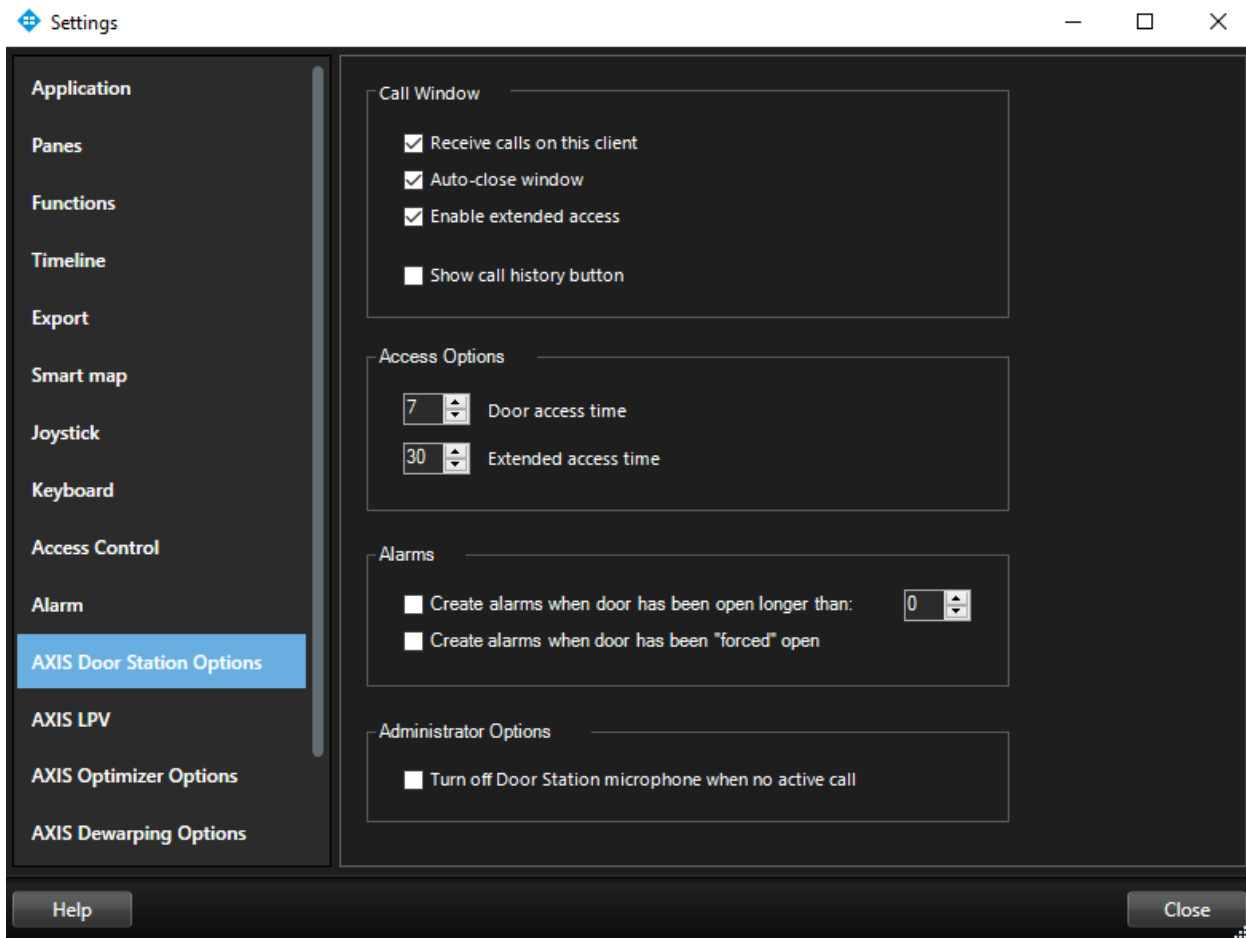 Settings
Application
Panes
Functions
Timeline
Export
Smart map
Joystick
Keyboard
Access Control
Alarm
AXIS Door Station Options
AXIS LPV
AXIS Optimizer Options
AXIS Dewarping Options
Call Window
Receive calls on this client
Auto-close window
Enable extended access
Show call history button
Access Options
7 Door access time
30 Extended access time
Alarms
Create alarms when door has been open longer than: 0
Create alarms when door has been "forced" open
Administrator Options
Turn off Door Station microphone when no active call
Help
Close